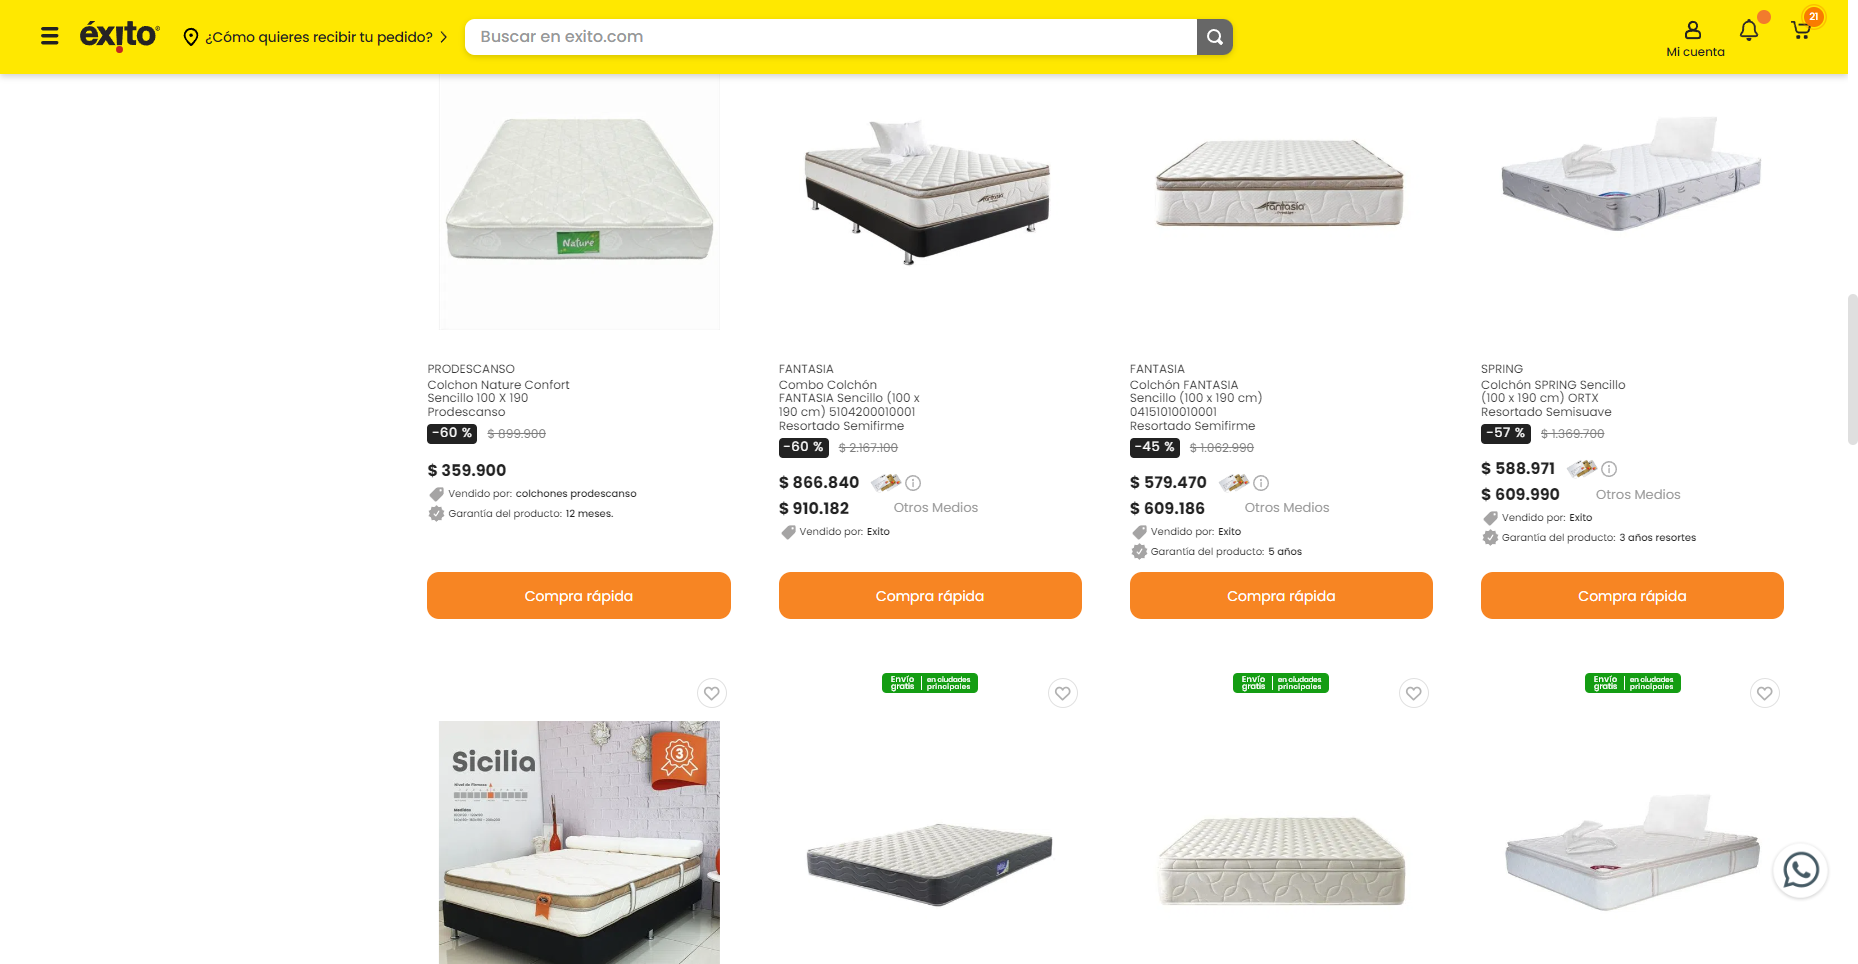 éxito
¿Cómo quieres recibir tu pedido?
Buscar en exito.com
Mi cuenta
21
Nature
fantasia
PRODESCANSO
Colchon Nature Confort
Sencillo 100 X 190
Prodescanso
-60 % $ 899.900
$ 359.900
Vendido por: colchones prodescanso
Garantía del producto: 12 meses.
Compra rápida
FANTASIA
Combo Colchón
FANTASIA Sencillo (100 x
190 cm) 5104200010001
Resortado Semifirme
-60 % $ 2.167.100
$ 866.840
$ 910.182 Otros Medios
Vendido por: Exito
Compra rápida
FANTASIA
Colchón FANTASIA
Sencillo (100 x 190 cm)
04151010010001
Resortado Semifirme
-45 % $ 1.062.990
$ 579.470
$ 609.186 Otros Medios
Vendido por: Exito
Garantía del producto: 5 años
Compra rápida
SPRING
Colchón SPRING Sencillo
(100 x 190 cm) ORTX
Resortado Semisuave
-57 % $ 1.369.700
$ 588.971
$ 609.990 Otros Medios
Vendido por: Exito
Garantía del producto: 3 años resortes
Compra rápida
Sicilia
Nivel de Firmeza
Medidas
3
Envío gratis en ciudades principales
Envío gratis en ciudades principales
Envío gratis en ciudades principales